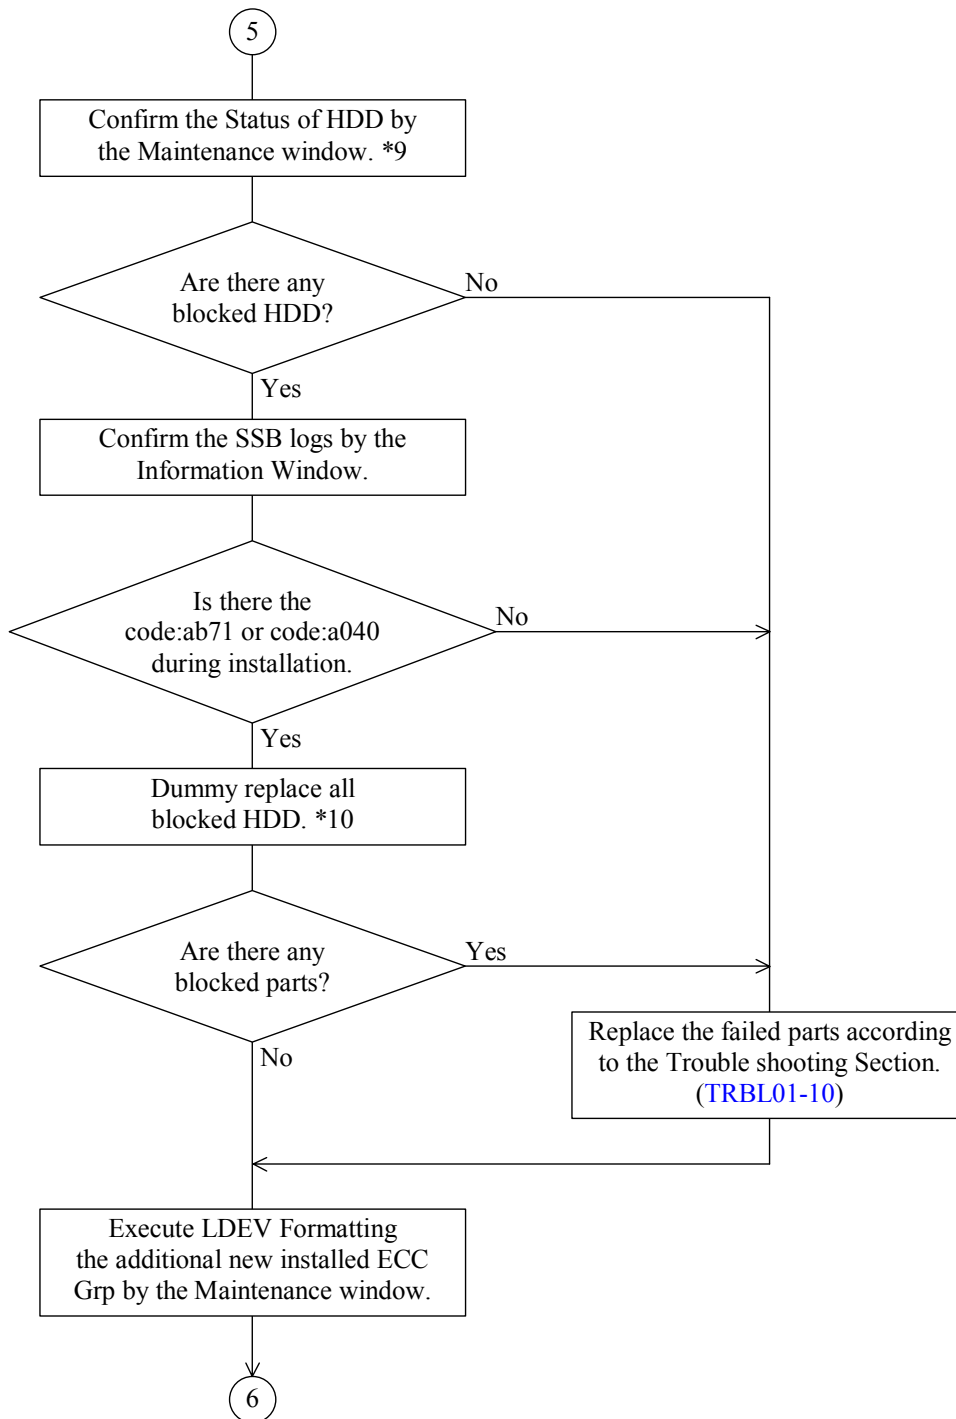 5
Confirm the Status of HDD by
the Maintenance window. *9
Are there any
blocked HDD?
No
Yes
Confirm the SSB logs by the
Information Window.
Is there the
code:ab71 or code:a040
during installation.
No
Yes
Dummy replace all
blocked HDD. *10
Are there any
blocked parts?
Yes
No
Replace the failed parts according
to the Trouble shooting Section.
(TRBL01-10)
Execute LDEV Formatting
the additional new installed ECC
Grp by the Maintenance window.
6